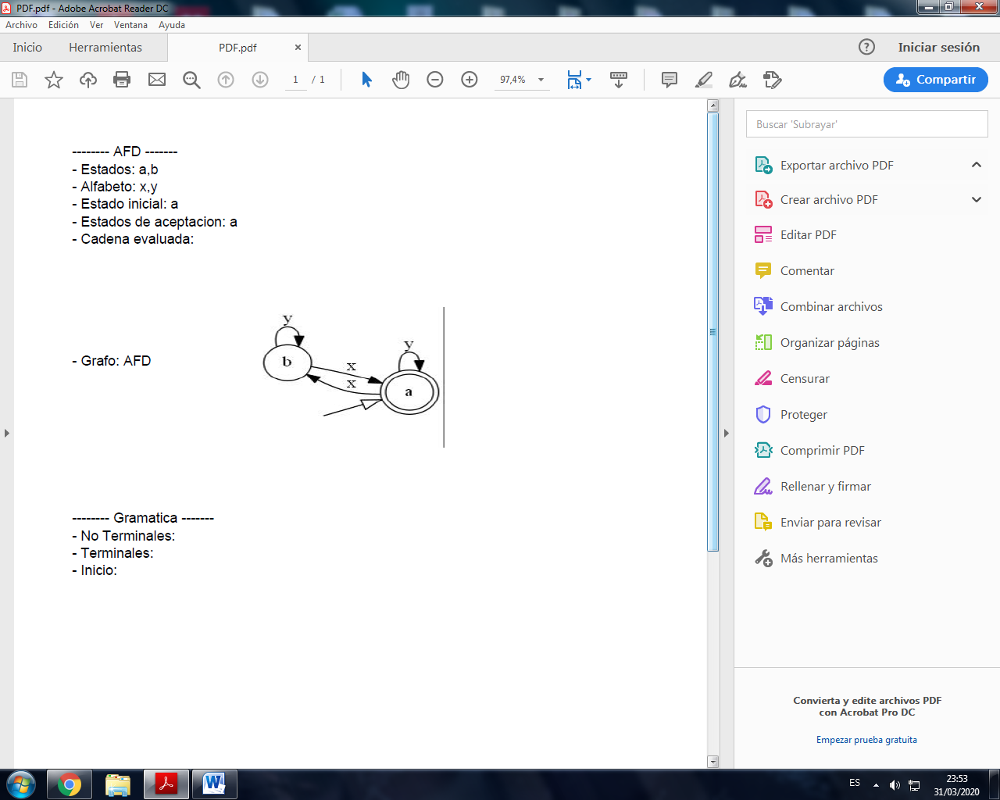 PDF.pdf - Adobe Acrobat Reader DC
Archivo Edición Ver Ventana Ayuda
Inicio Herramientas PDF.pdf × ? Iniciar sesión
1 / 1 97,4% Compartir
-------- AFD -------
- Estados: a,b
- Alfabeto: x,y
- Estado inicial: a
- Estados de aceptacion: a
- Cadena evaluada:
- Grafo: AFD
y
b
x
x
y
a
-------- Gramatica -------
- No Terminales:
- Terminales:
- Inicio:
Buscar 'Subrayar'
Exportar archivo PDF
Crear archivo PDF
Editar PDF
Comentar
Combinar archivos
Organizar páginas
Censurar
Proteger
Comprimir PDF
Rellenar y firmar
Enviar para revisar
Más herramientas
Convierta y edite archivos PDF
con Acrobat Pro DC
Empezar prueba gratuita
ES
23:53
31/03/2020